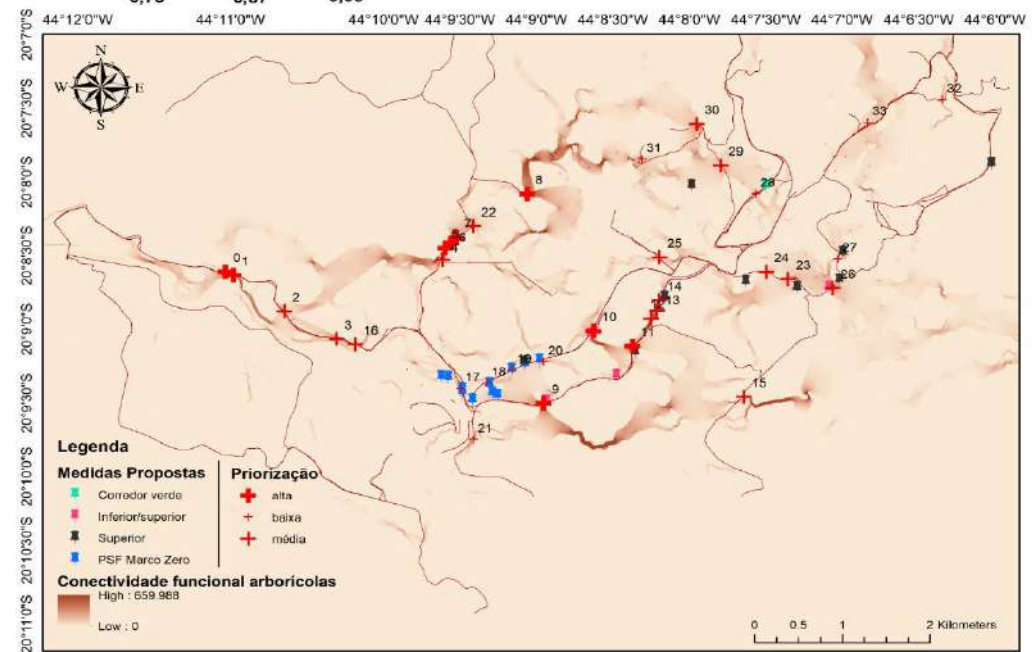 44°12'0"W 44°11'0"W 44°10'0"W 44°9'30"W 44°9'0"W 44°8'30"W 44°8'0"W 44°7'30"W 44°7'0"W 44°6'30"W 44°6'0"W
20°7'0"S
20°7'30"S
20°8'0"S
20°8'30"S
20°9'0"S
20°9'30"S
20°10'0"S
20°10'30"S
20°11'0"S
N
W E
S
32
30
33
31
29
28
8
7 22
27
25
0 1
24 23
26
14
13
2
10
3 16
11
20
19
18
17
9
15
21
Legenda
Medidas Propostas
Corredor verde
Inferior/superior
Superior
PSF Marco Zero
Priorização
alta
baixa
média
Conectividade funcional arborícolas
High : 659.988
Low : 0
0 0.5 1 2 Kilometers